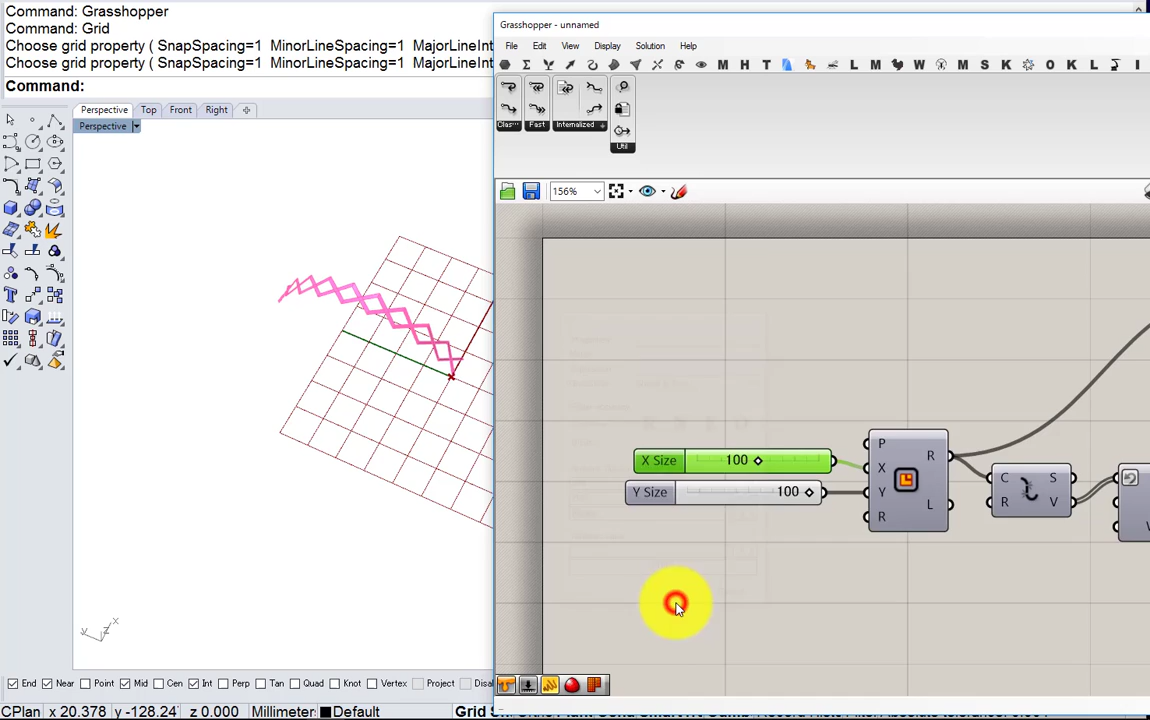 Command: Grasshopper
Command: Grid
Choose grid property ( SnapSpacing=1 MinorLineSpacing=1 MajorLineInt
Choose grid property ( SnapSpacing=1 MinorLineSpacing=1 MajorLineInt
Command:
Perspective Top Front Right
Perspective
Grasshopper - unnamed
File Edit View Display Solution Help
M H T L M W M S K O K L I
Clas... Fast Internalized Util
156%
X Size 100
Y Size 100
P
X
Y
R
R
L
C
R
S
V
y x
z
End Near Point Mid Cen Int Perp Tan Quad Knot Vertex Project Disa
CPlan x 20.378 y -128.24 z 0.000 Millimeter Default Grid S